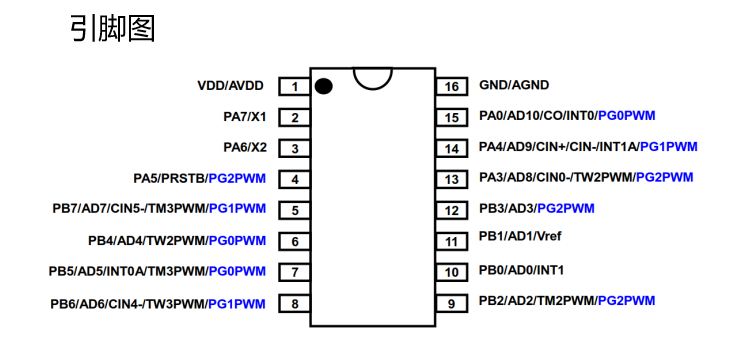 引脚图
VDD/AVDD 1 16 GND/AGND
PA7/X1 2 15 PA0/AD10/CO/INT0/PG0PWM
PA6/X2 3 14 PA4/AD9/CIN+/CIN-/INT1A/PG1PWM
PA5/PRSTB/PG2PWM 4 13 PA3/AD8/CIN0-/TW2PWM/PG2PWM
PB7/AD7/CIN5-/TM3PWM/PG1PWM 5 12 PB3/AD3/PG2PWM
PB4/AD4/TW2PWM/PG0PWM 6 11 PB1/AD1/Vref
PB5/AD5/INT0A/TM3PWM/PG0PWM 7 10 PB0/AD0/INT1
PB6/AD6/CIN4-/TW3PWM/PG1PWM 8 9 PB2/AD2/TM2PWM/PG2PWM